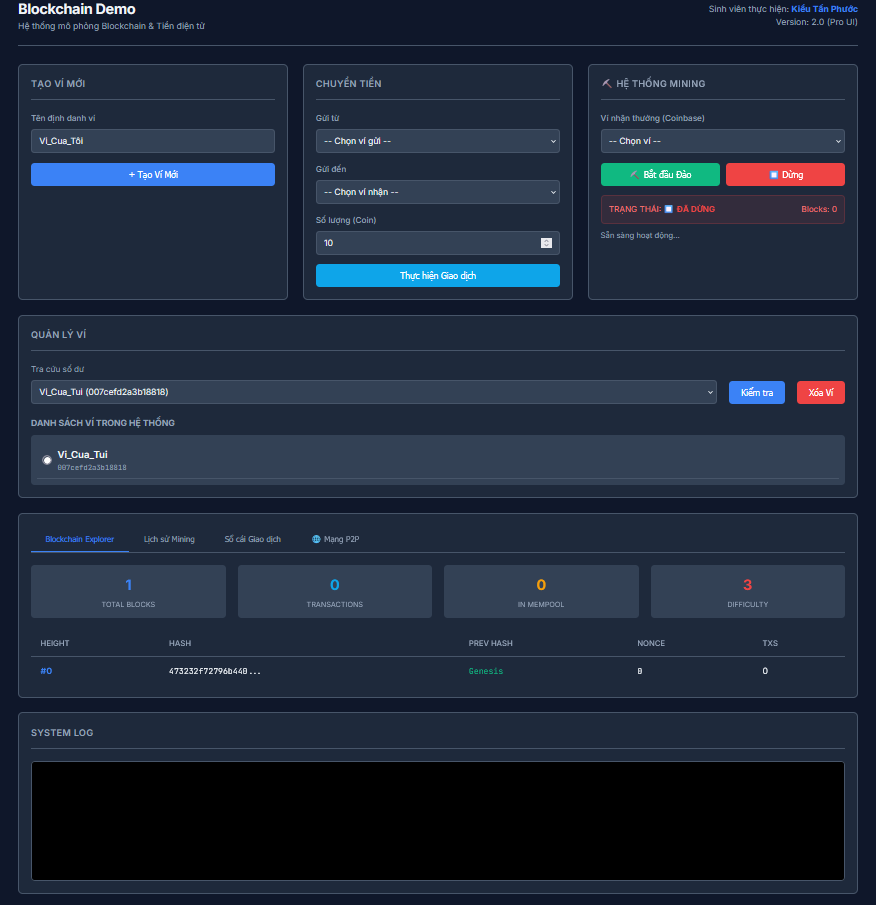 Blockchain Demo
Hệ thống mô phỏng Blockchain & Tiền điện tử
Sinh viên thực hiện: Kiều Tấn Phước
Version: 2.0 (Pro UI)
TẠO VÍ MỚI
Tên định danh ví
Ví_Của_Tôi
+ Tạo Ví Mới
CHUYỂN TIỀN
Gửi từ
-- Chọn ví gửi --
Gửi đến
-- Chọn ví nhận --
Số lượng (Coin)
10
Thực hiện Giao dịch
HỆ THỐNG MINING
Ví nhận thưởng (Coinbase)
-- Chọn ví --
Bắt đầu Đào
Dừng
TRẠNG THÁI: ĐÃ DỪNG
Blocks: 0
Sẵn sàng hoạt động...
QUẢN LÝ VÍ
Tra cứu số dư
Vi_Cua_Tui (007cefd2a3b18818)
Kiểm tra
Xóa Ví
DANH SÁCH VÍ TRONG HỆ THỐNG
Vi_Cua_Tui
007cefd2a3b18818
Blockchain Explorer
Lịch sử Mining
Sổ cái Giao dịch
Mạng P2P
1
TOTAL BLOCKS
0
TRANSACTIONS
0
IN MEMPOOL
3
DIFFICULTY
HEIGHT HASH PREV HASH NONCE TXS
#0 473232f72796b440... Genesis 0 0
SYSTEM LOG